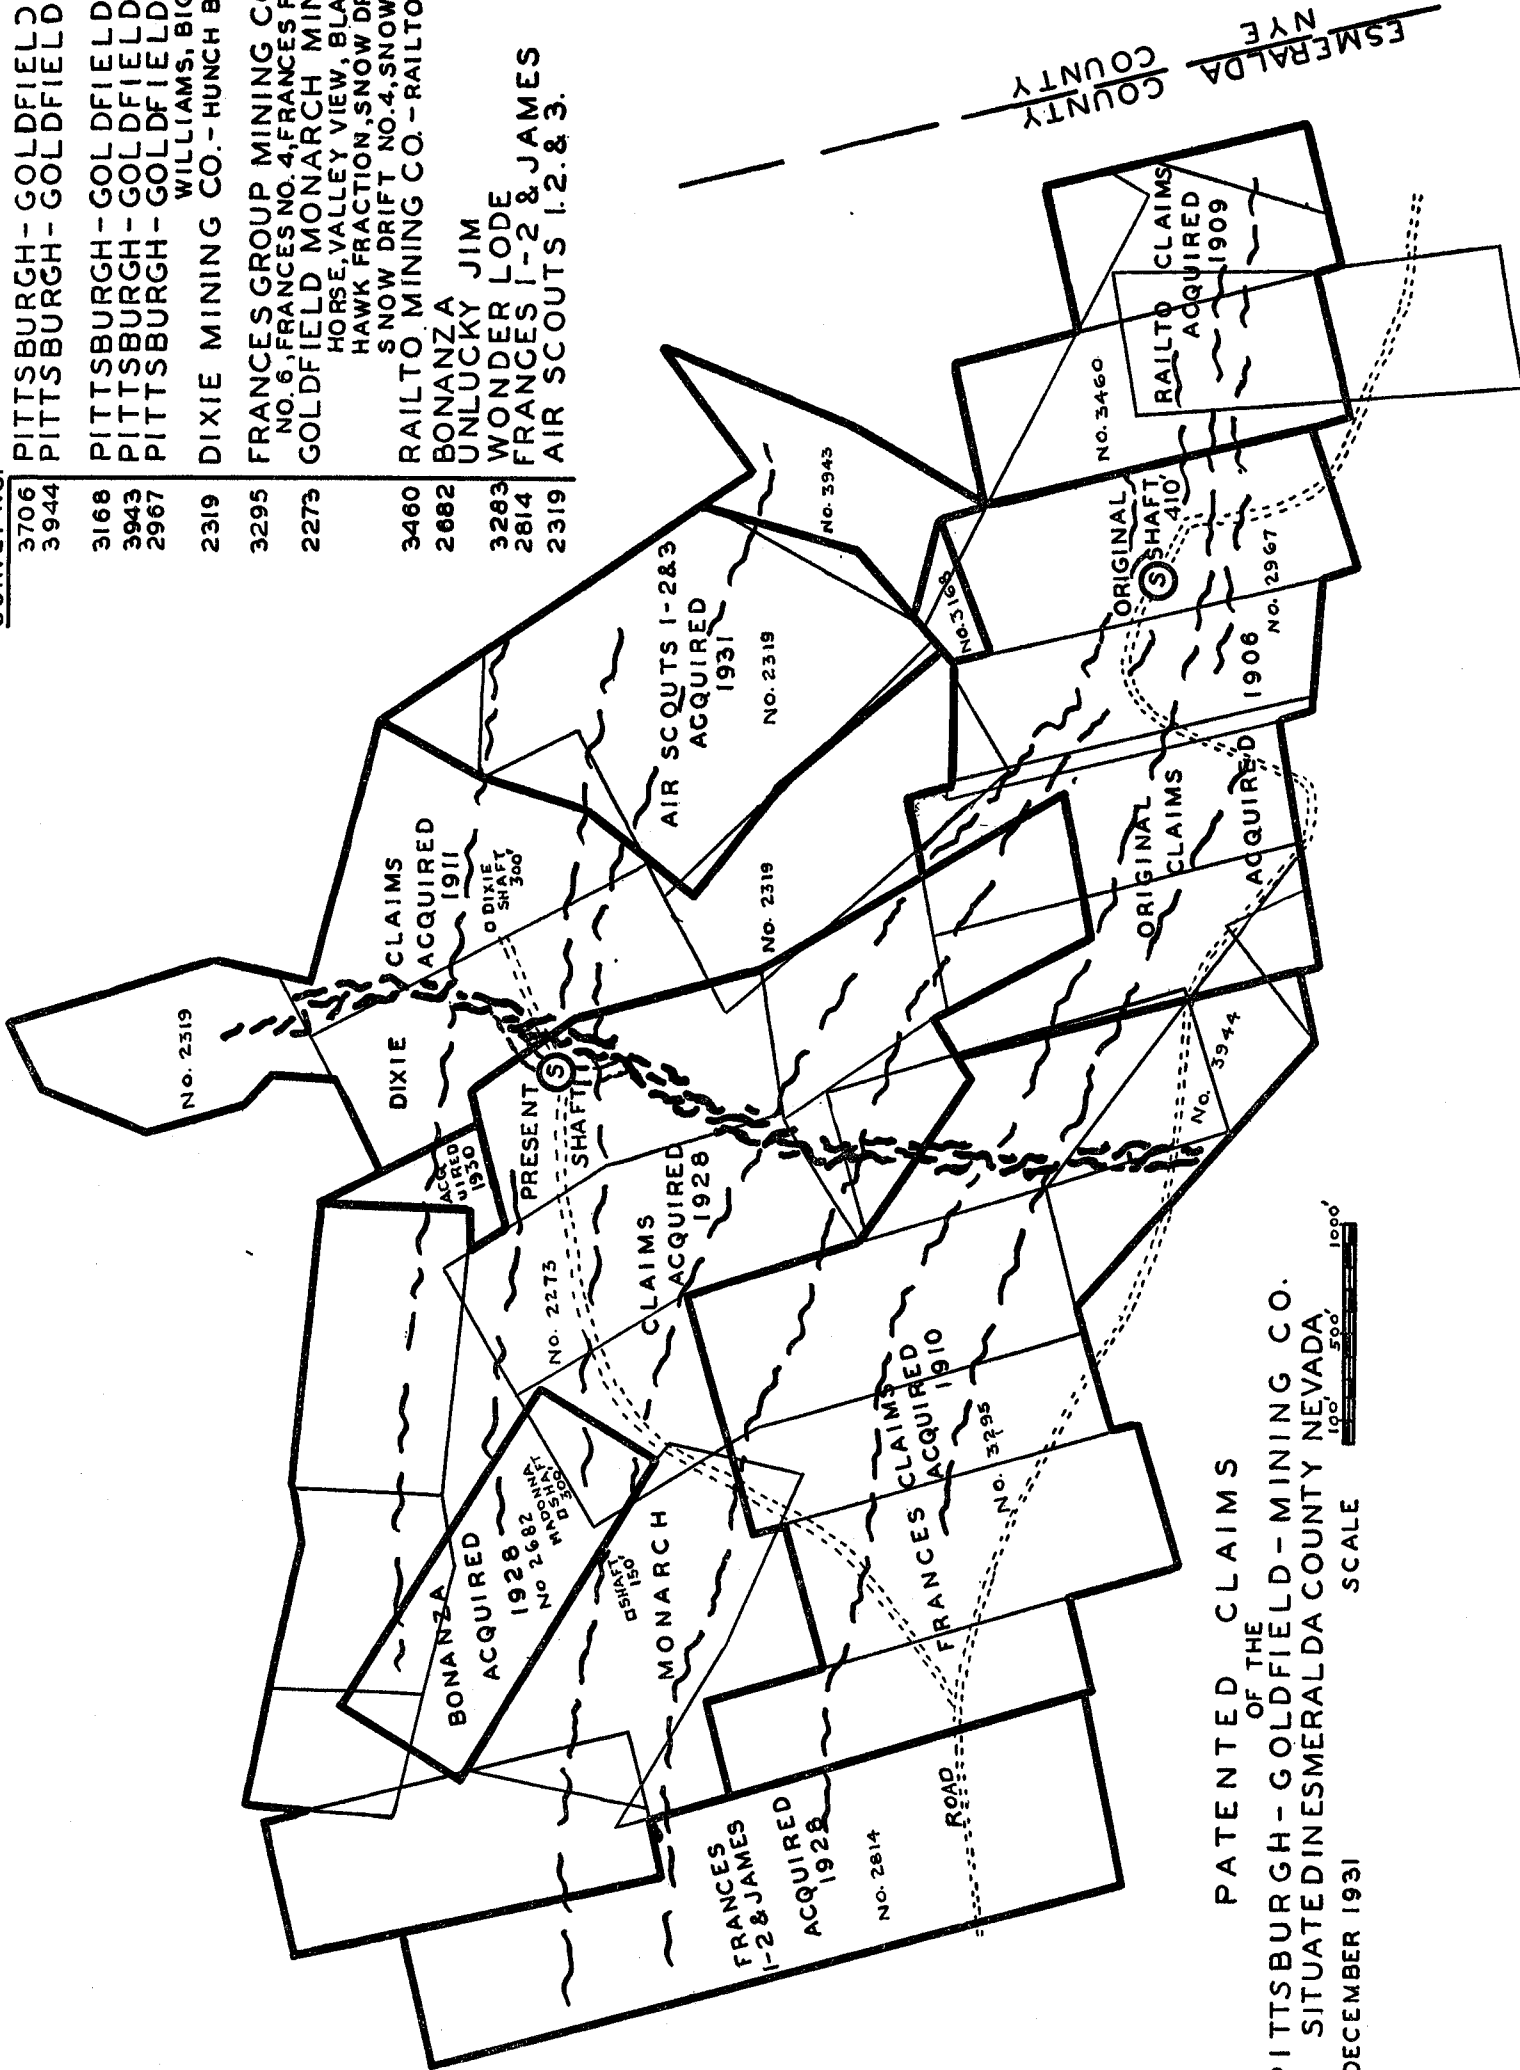 SURVEY NO.
3706 PITTSBURGH-GOLDFIELD
3944 PITTSBURGH-GOLDFIELD
3168 PITTSBURGH-GOLDFIELD
3943 PITTSBURGH-GOLDFIELD
2967 PITTSBURGH-GOLDFIELD
WILLIAMS, BIG
2319 DIXIE MINING CO.-HUNCH
3295 FRANCES GROUP MINING
NO.6, FRANCES NO.4, FRANCES
2273 GOLDFIELD MONARCH
HORSE, VALLEY VIEW,
HAWK FRACTION, SNOW
SNOW DRIFT NO.4, SNOW
3460 RAILTO MINING CO.-RAILTO
2682 BONANZA
UNLUCKY JIM
3283 WONDER LODE
2814 FRANCES 1-2 & JAMES
2319 AIR SCOUTS 1.2.& 3.
ESMERALDA COUNTY
NYE COUNTY
No. 2319
DIXIE CLAIMS
ACQUIRED
1911
DIXIE
SHAFT
300'
AIR SCOUTS 1-2&3
ACQUIRED
1931
No. 2319
No. 2319
No. 3943
No. 3168
No. 3460
RAILTO CLAIMS
ACQUIRED
1909
ORIGINAL
SHAFT
410'
S
No. 2967
ORIGINAL
CLAIMS
ACQUIRED 1906
ACQ
UIRED
1930
PRESENT
SHAFT
S
No. 2273
MONARCH CLAIMS
ACQUIRED
1928
BONANZA
ACQUIRED
1928
No 2682
MADONNA
SHAFT
300'
SHAFT
150'
FRANCES CLAIMS
ACQUIRED
1910
No. 3295
No. 3944
FRANCES
1-2 & JAMES
ACQUIRED
1928
No. 2814
ROAD
PATENTED CLAIMS
OF THE
PITTSBURGH-GOLDFIELD-MINING CO.
SITUATED IN ESMERALDA COUNTY NEVADA
DECEMBER 1931 SCALE 100' 500' 1000'